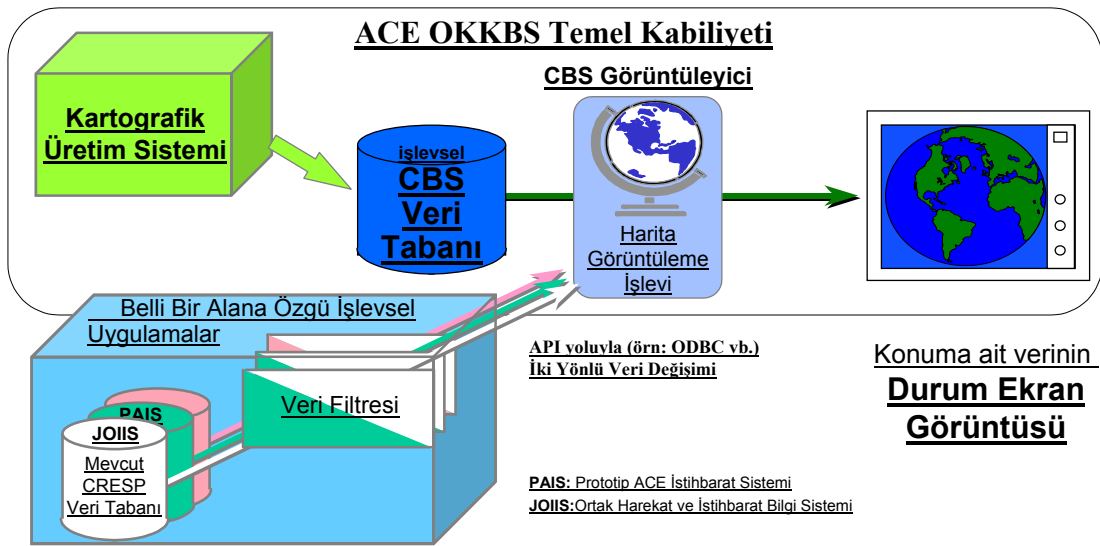 ACE OKKBS Temel Kabiliyeti
CBS Görüntüleyici
Kartografik
Üretim Sistemi
işlevsel
CBS
Veri
Tabanı
Harita
Görüntüleme
İşlevi
Belli Bir Alana Özgü İşlevsel
Uygulamalar
Veri Filtresi
PAIS
JOIIS
Mevcut
CRESP
Veri Tabanı
API yoluyla (örn: ODBC vb.)
İki Yönlü Veri Değişimi
Konuma ait verinin
Durum Ekran
Görüntüsü
PAIS: Prototip ACE İstihbarat Sistemi
JOIIS:Ortak Harekat ve İstihbarat Bilgi Sistemi